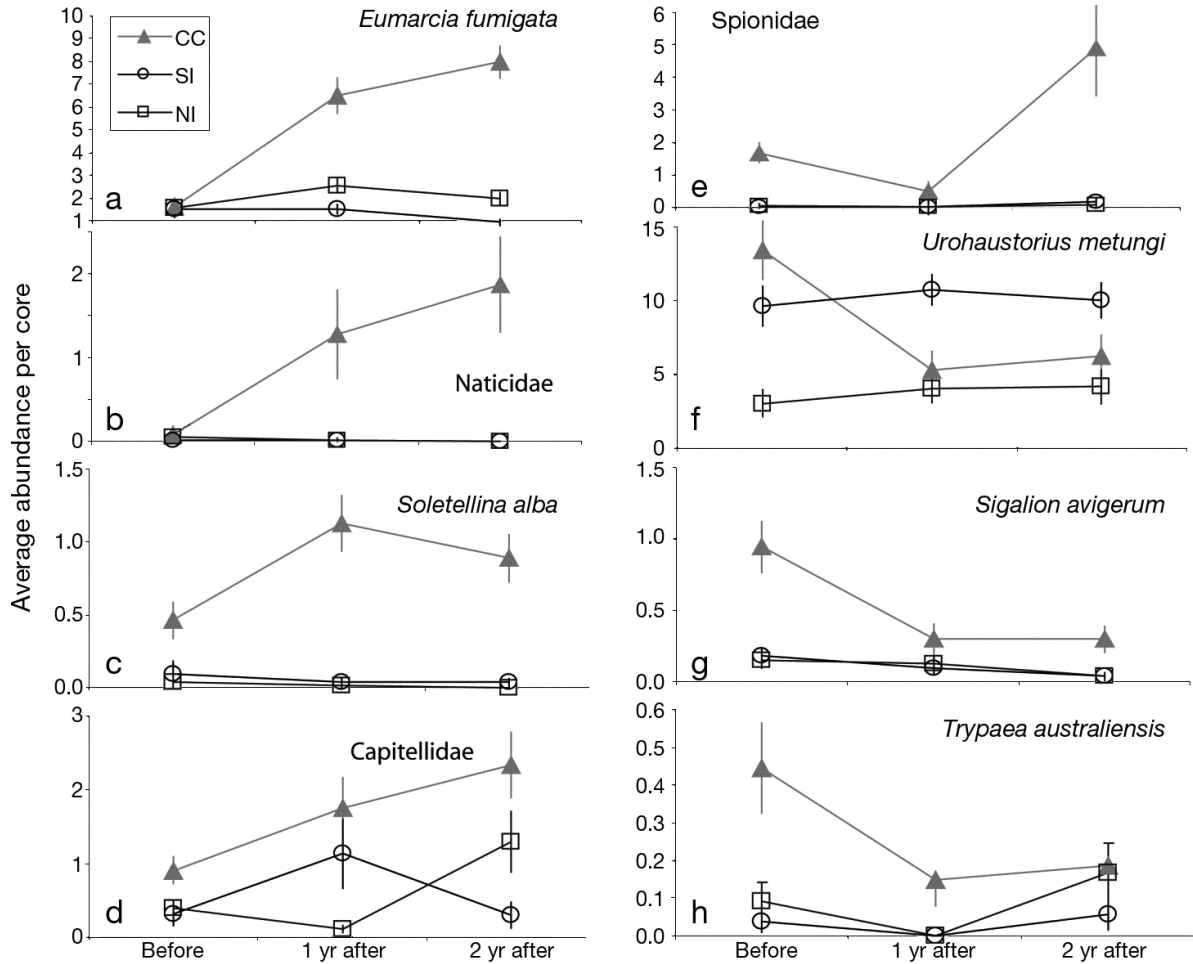 Average abundance per core
a
Eumarcia fumigata
CC
SI
NI
10
9
8
7
6
5
4
3
2
1
b
Naticidae
2
1
0
c
Soletellina alba
1.5
1.0
0.5
0.0
d
Capitellidae
3
2
1
0
Before
1 yr after
2 yr after
e
Spionidae
6
5
4
3
2
1
0
f
Urohaustorius metungi
15
10
5
0
g
Sigalion avigerum
1.5
1.0
0.5
0.0
h
Trypaea australiensis
0.6
0.5
0.4
0.3
0.2
0.1
0.0
Before
1 yr after
2 yr after